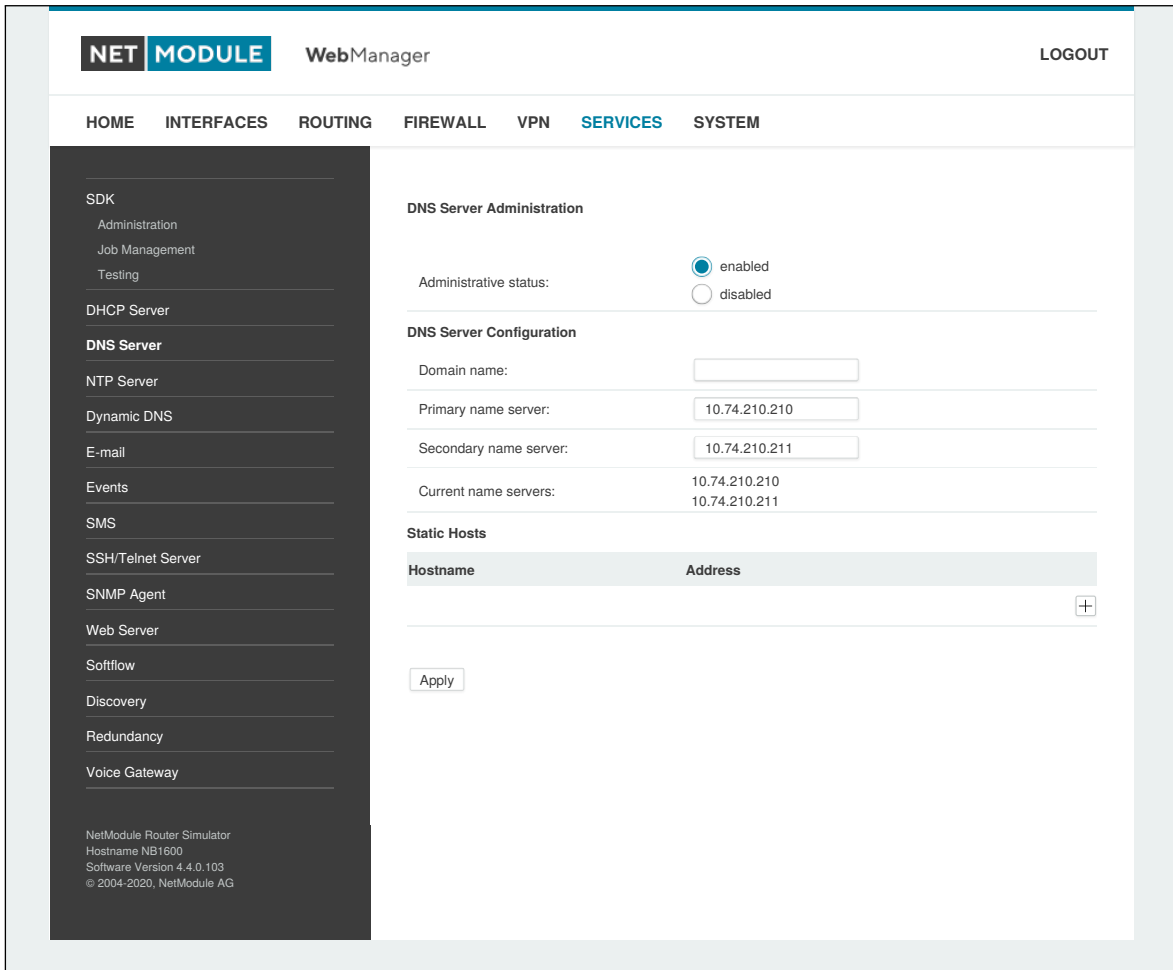 NET MODULE WebManager LOGOUT
HOME INTERFACES ROUTING FIREWALL VPN SERVICES SYSTEM
SDK
Administration
Job Management
Testing
DHCP Server
DNS Server
NTP Server
Dynamic DNS
E-mail
Events
SMS
SSH/Telnet Server
SNMP Agent
Web Server
Softflow
Discovery
Redundancy
Voice Gateway
NetModule Router Simulator
Hostname NB1600
Software Version 4.4.0.103
© 2004-2020, NetModule AG
DNS Server Administration
Administrative status:
enabled
disabled
DNS Server Configuration
Domain name:
Primary name server: 10.74.210.210
Secondary name server: 10.74.210.211
Current name servers:
10.74.210.210
10.74.210.211
Static Hosts
Hostname Address
Apply